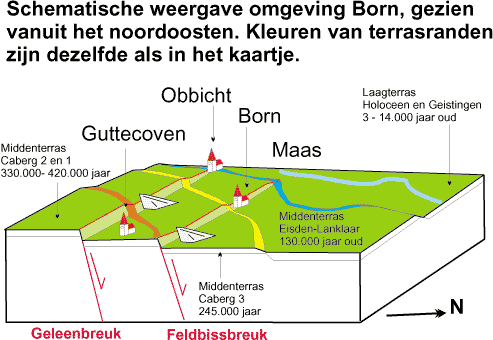 Schematische weergave omgeving Born, gezien
vanuit het noordoosten. Kleuren van terrasranden
zijn dezelfde als in het kaartje.
Obbicht
Laagterras
Holoceen en Geistingen
3 - 14.000 jaar oud
Born
Guttecoven
Maas
Middenterras
Caberg 2 en 1
330.000- 420.000 jaar
Middenterras
Eisden-Lanklaar
130.000 jaar oud
Middenterras
Caberg 3
245.000 jaar
N
Geleenbreuk
Feldbissbreuk